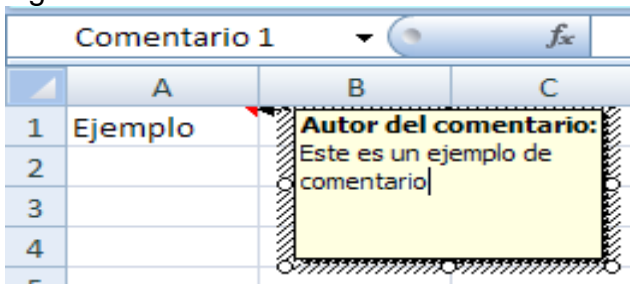 Comentario 1 fx
A B C
1 Ejemplo Autor del comentario:
Este es un ejemplo de
2
comentario
3
4